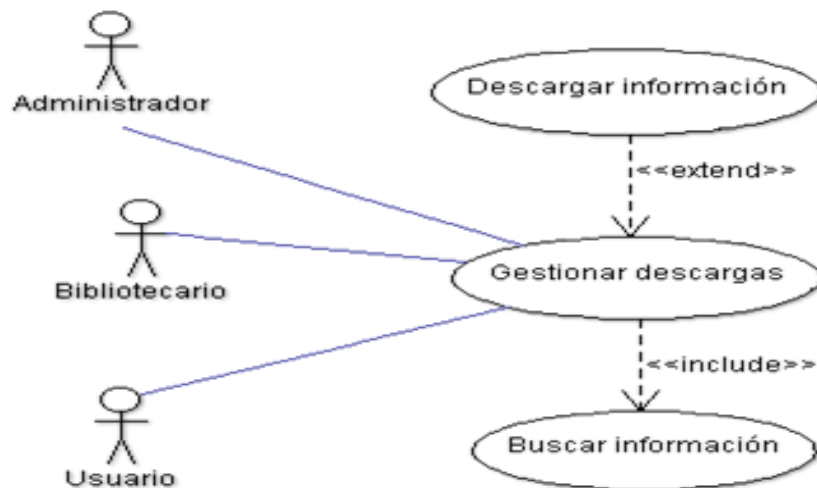 Administrador
Descargar información
<<extend>>
Bibliotecario
Gestionar descargas
<<include>>
Usuario
Buscar información